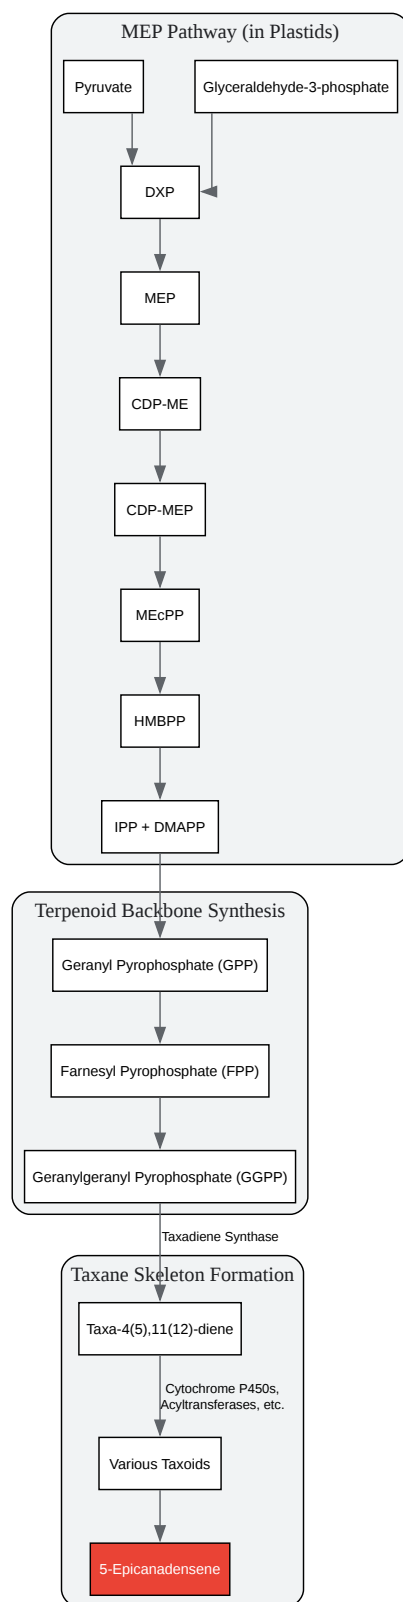 MEP Pathway (in Plastids)
Pyruvate
Glyceraldehyde-3-phosphate
DXP
MEP
CDP-ME
CDP-MEP
MEcPP
HMBPP
IPP + DMAPP
Terpenoid Backbone Synthesis
Geranyl Pyrophosphate (GPP)
Farnesyl Pyrophosphate (FPP)
Geranylgeranyl Pyrophosphate (GGPP)
Taxadiene Synthase
Taxane Skeleton Formation
Taxa-4(5),11(12)-diene
Cytochrome P450s,
Acyltransferases, etc.
Various Taxoids
5-Epicanadensene